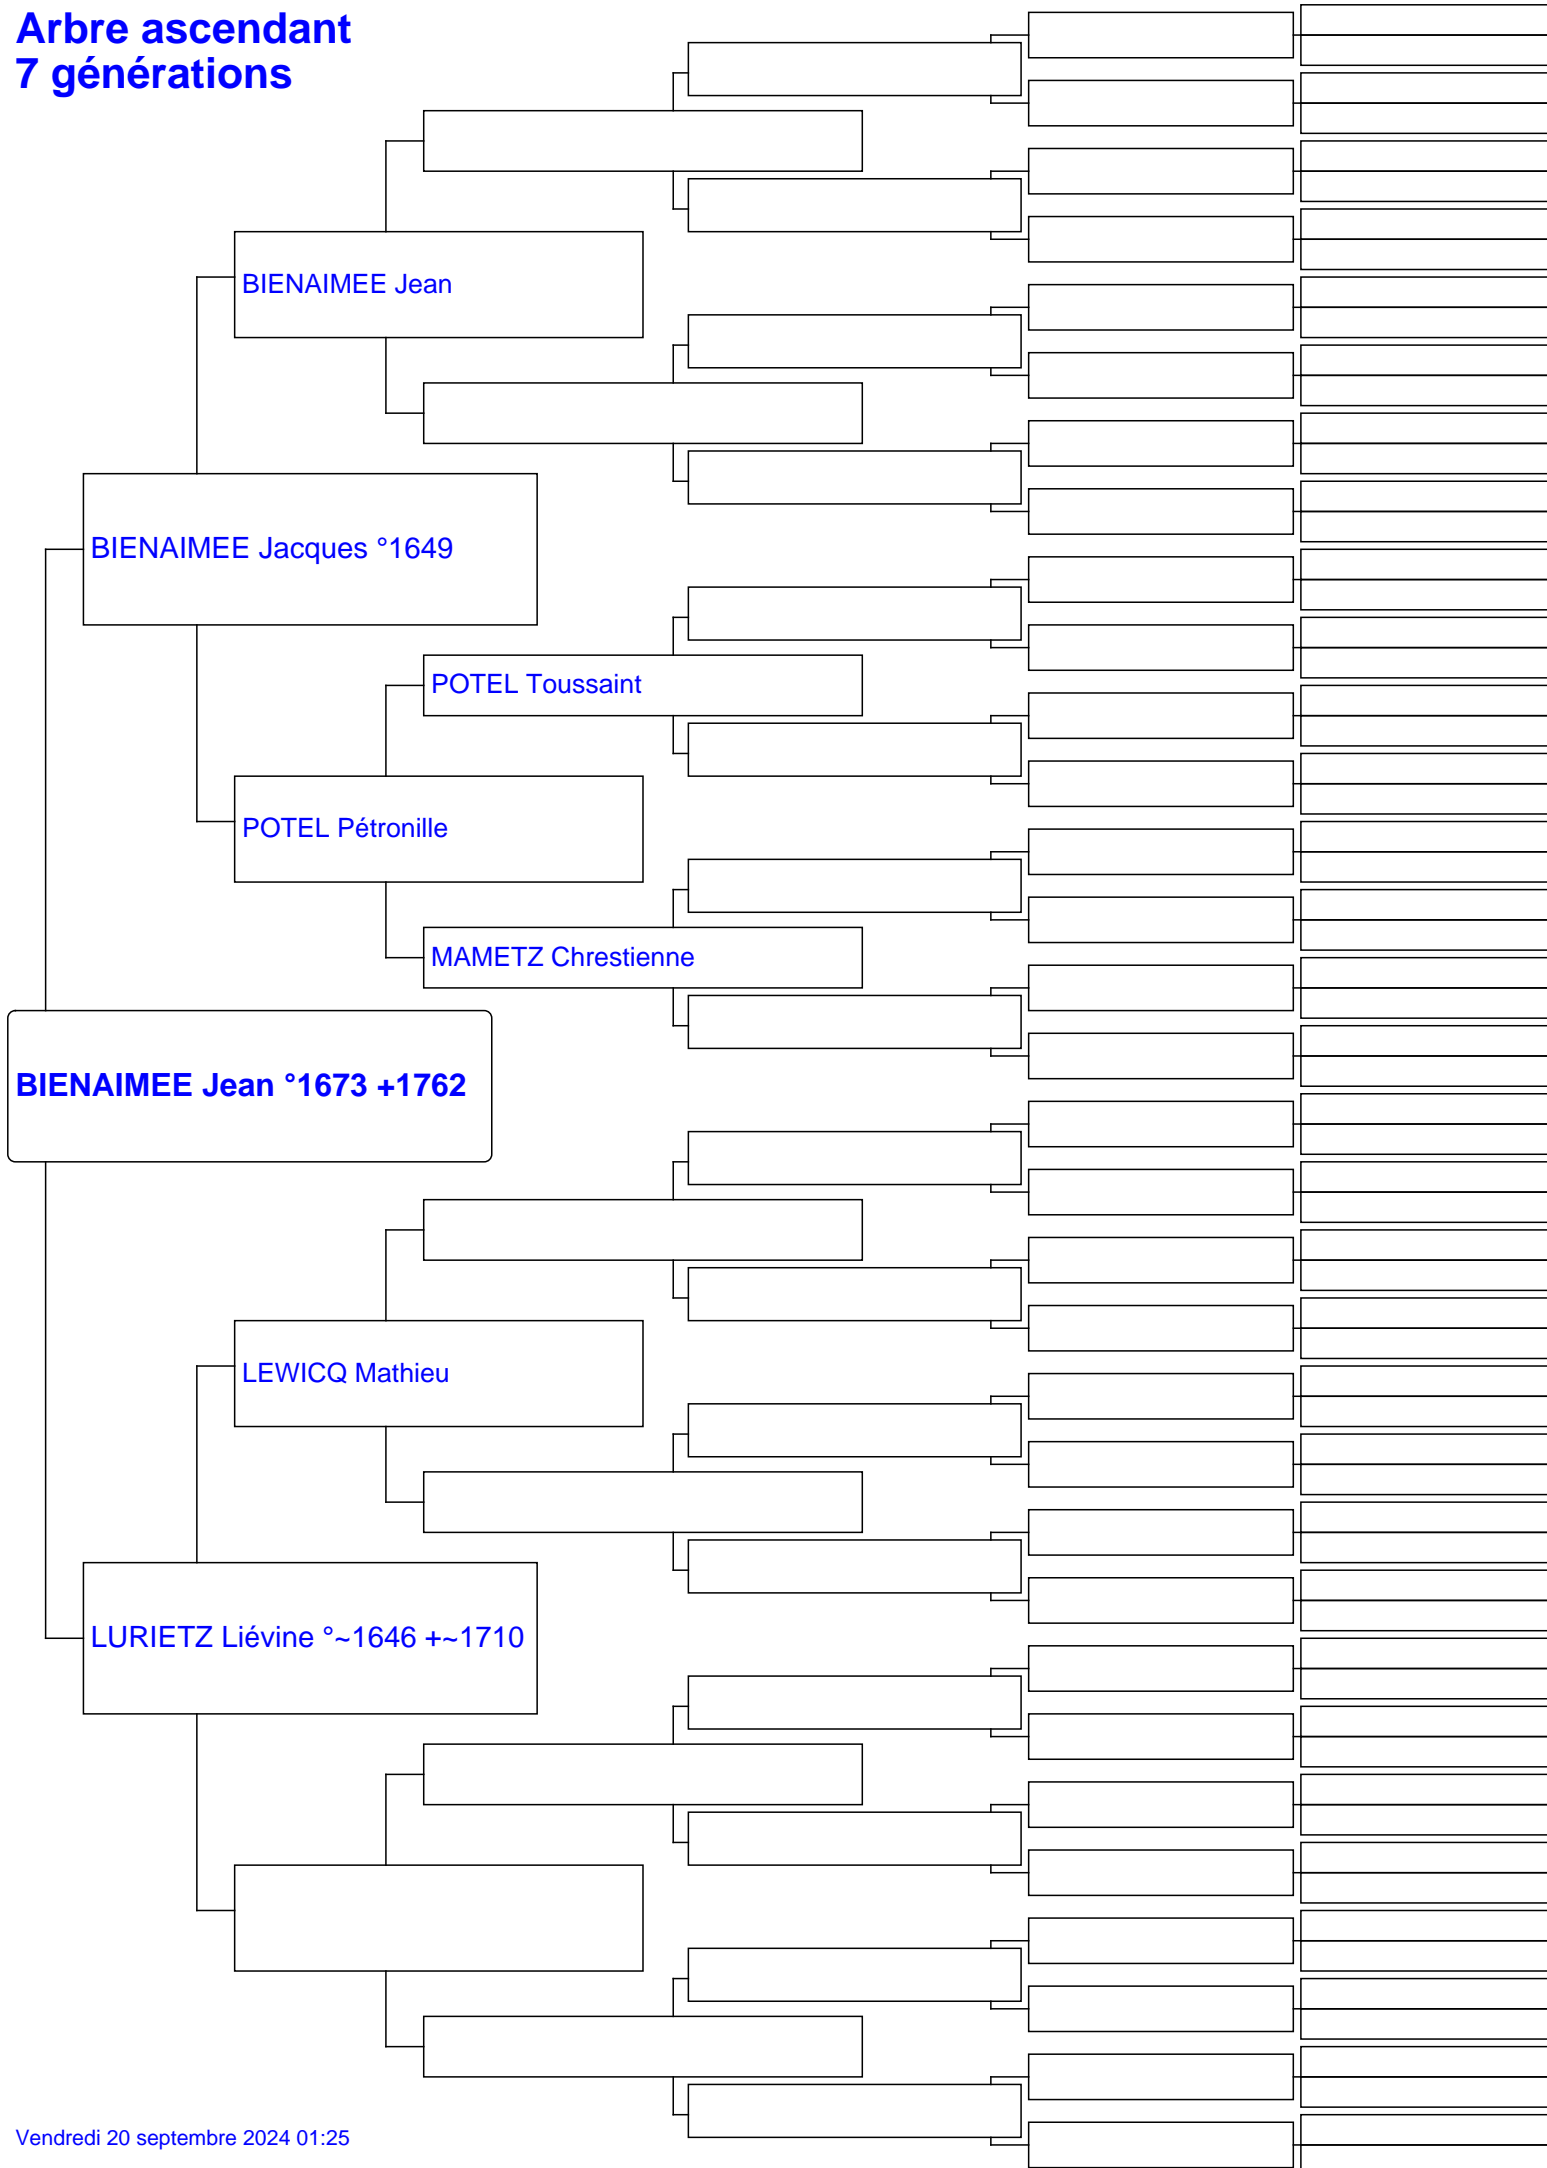 Arbre ascendant
7 générations
BIENAIMEE Jean
BIENAIMEE Jacques °1649
POTEL Toussaint
POTEL Pétronille
MAMETZ Chrestienne
BIENAIMEE Jean °1673 +1762
LEWICQ Mathieu
LURIETZ Liévine °~1646 +~1710
Vendredi 20 septembre 2024 01:25